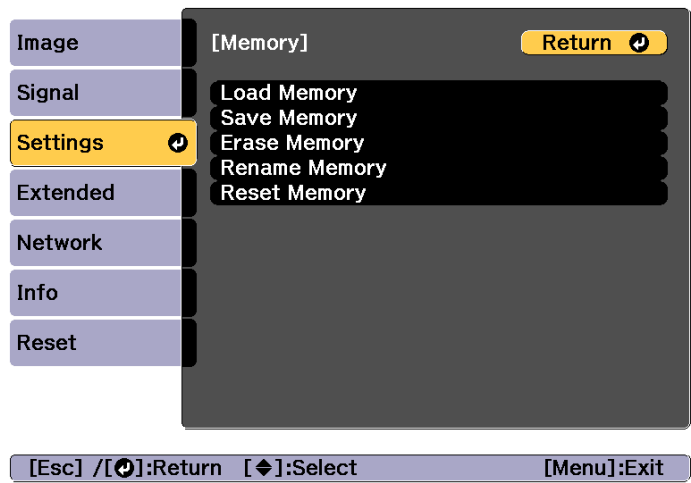 Image
Signal
Settings
Extended
Network
Info
Reset
[Memory]
Return
Load Memory
Save Memory
Erase Memory
Rename Memory
Reset Memory
[Esc] /[⏎]:Return [◆]:Select [Menu]:Exit